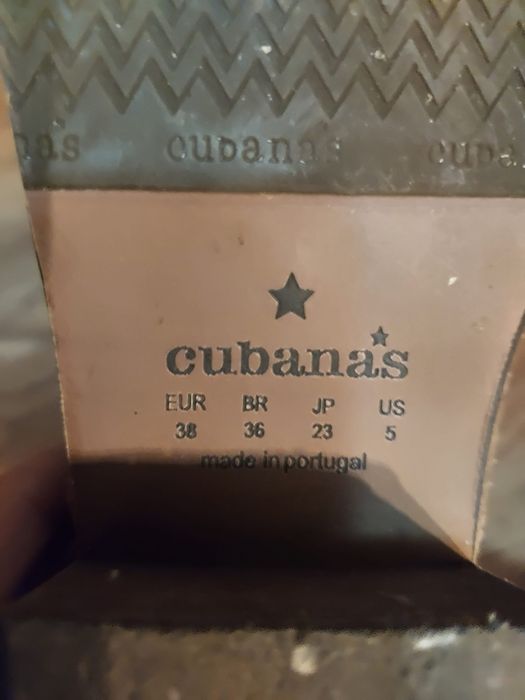 cubanas
cubanas
EUR BR JP US
38 36 23 5
made in portugal